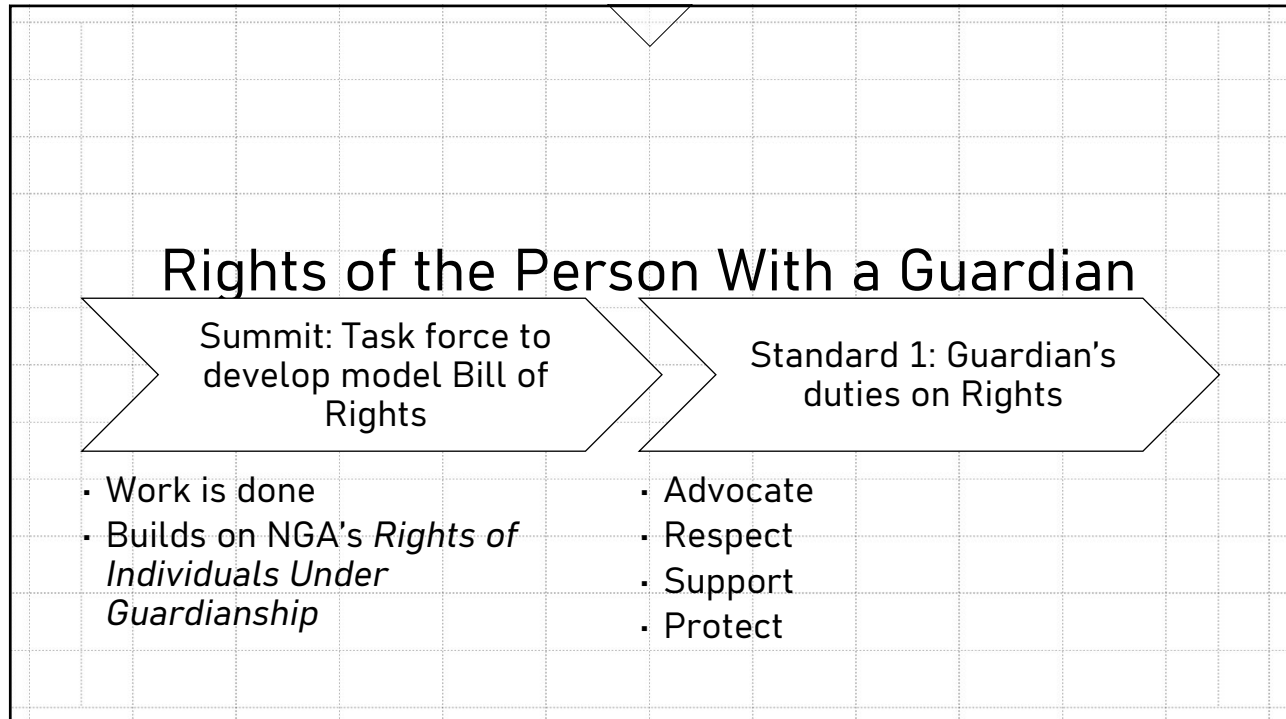 Rights of the Person With a Guardian
Summit: Task force to
develop model Bill of
Rights
▪ Work is done
▪ Builds on NGA’s Rights of
Individuals Under
Guardianship
Standard 1: Guardian’s
duties on Rights
▪ Advocate
▪ Respect
▪ Support
▪ Protect